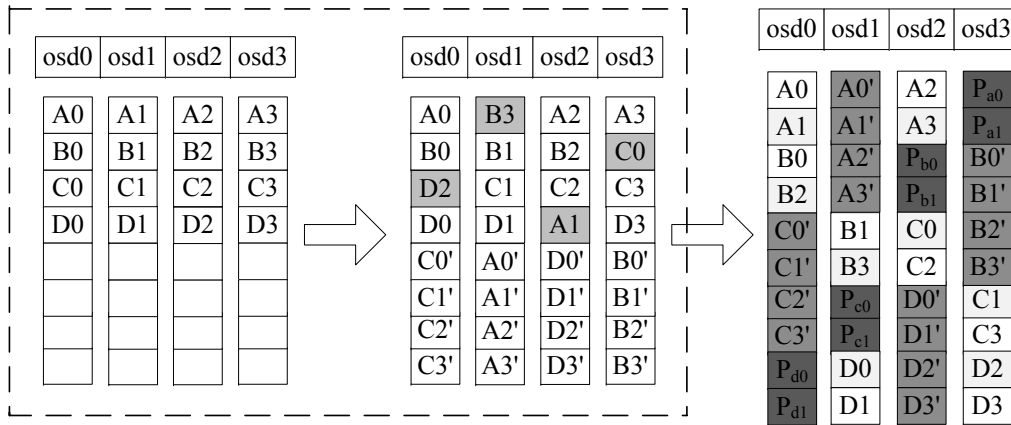 osd0 osd1 osd2 osd3
A0 A1 A2 A3
B0 B1 B2 B3
C0 C1 C2 C3
D0 D1 D2 D3
osd0 osd1 osd2 osd3
A0 B3 A2 A3
B0 B1 B2 C0
D2 C1 C2 C3
D0 D1 A1 D3
C0' A0' D0' B0'
C1' A1' D1' B1'
C2' A2' D2' B2'
C3' A3' D3' B3'
osd0 osd1 osd2 osd3
A0 A0' A2 Pa0
A1 A1' A3 Pa1
B0 A2' Pb0 B0'
B2 A3' Pb1 B1'
C0' B1 C0 B2'
C1' B3 C2 B3'
C2' Pc0 D0' C1
C3' Pc1 D1' C3
Pd0 D0 D2' D2
Pd1 D1 D3' D3